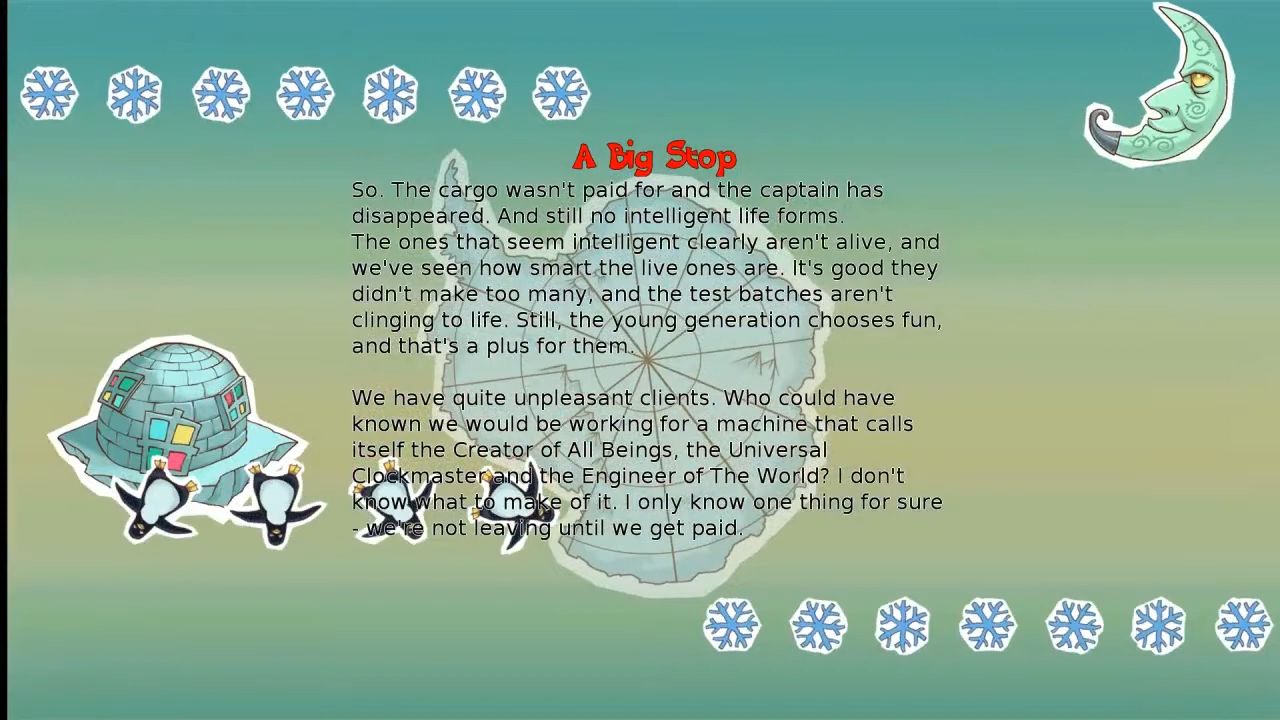 A Big Stop
So. The cargo wasn't paid for and the captain has
disappeared. And still no intelligent life forms.
The ones that seem intelligent clearly aren't alive, and
we've seen how smart the live ones are. It's good they
didn't make too many, and the test batches aren't
clinging to life. Still, the young generation chooses fun,
and that's a plus for them.
We have quite unpleasant clients. Who could have
known we would be working for a machine that calls
itself the Creator of All Beings, the Universal
Clockmaster and the Engineer of The World? I don't
know what to make of it. I only know one thing for sure
- we're not leaving until we get paid.